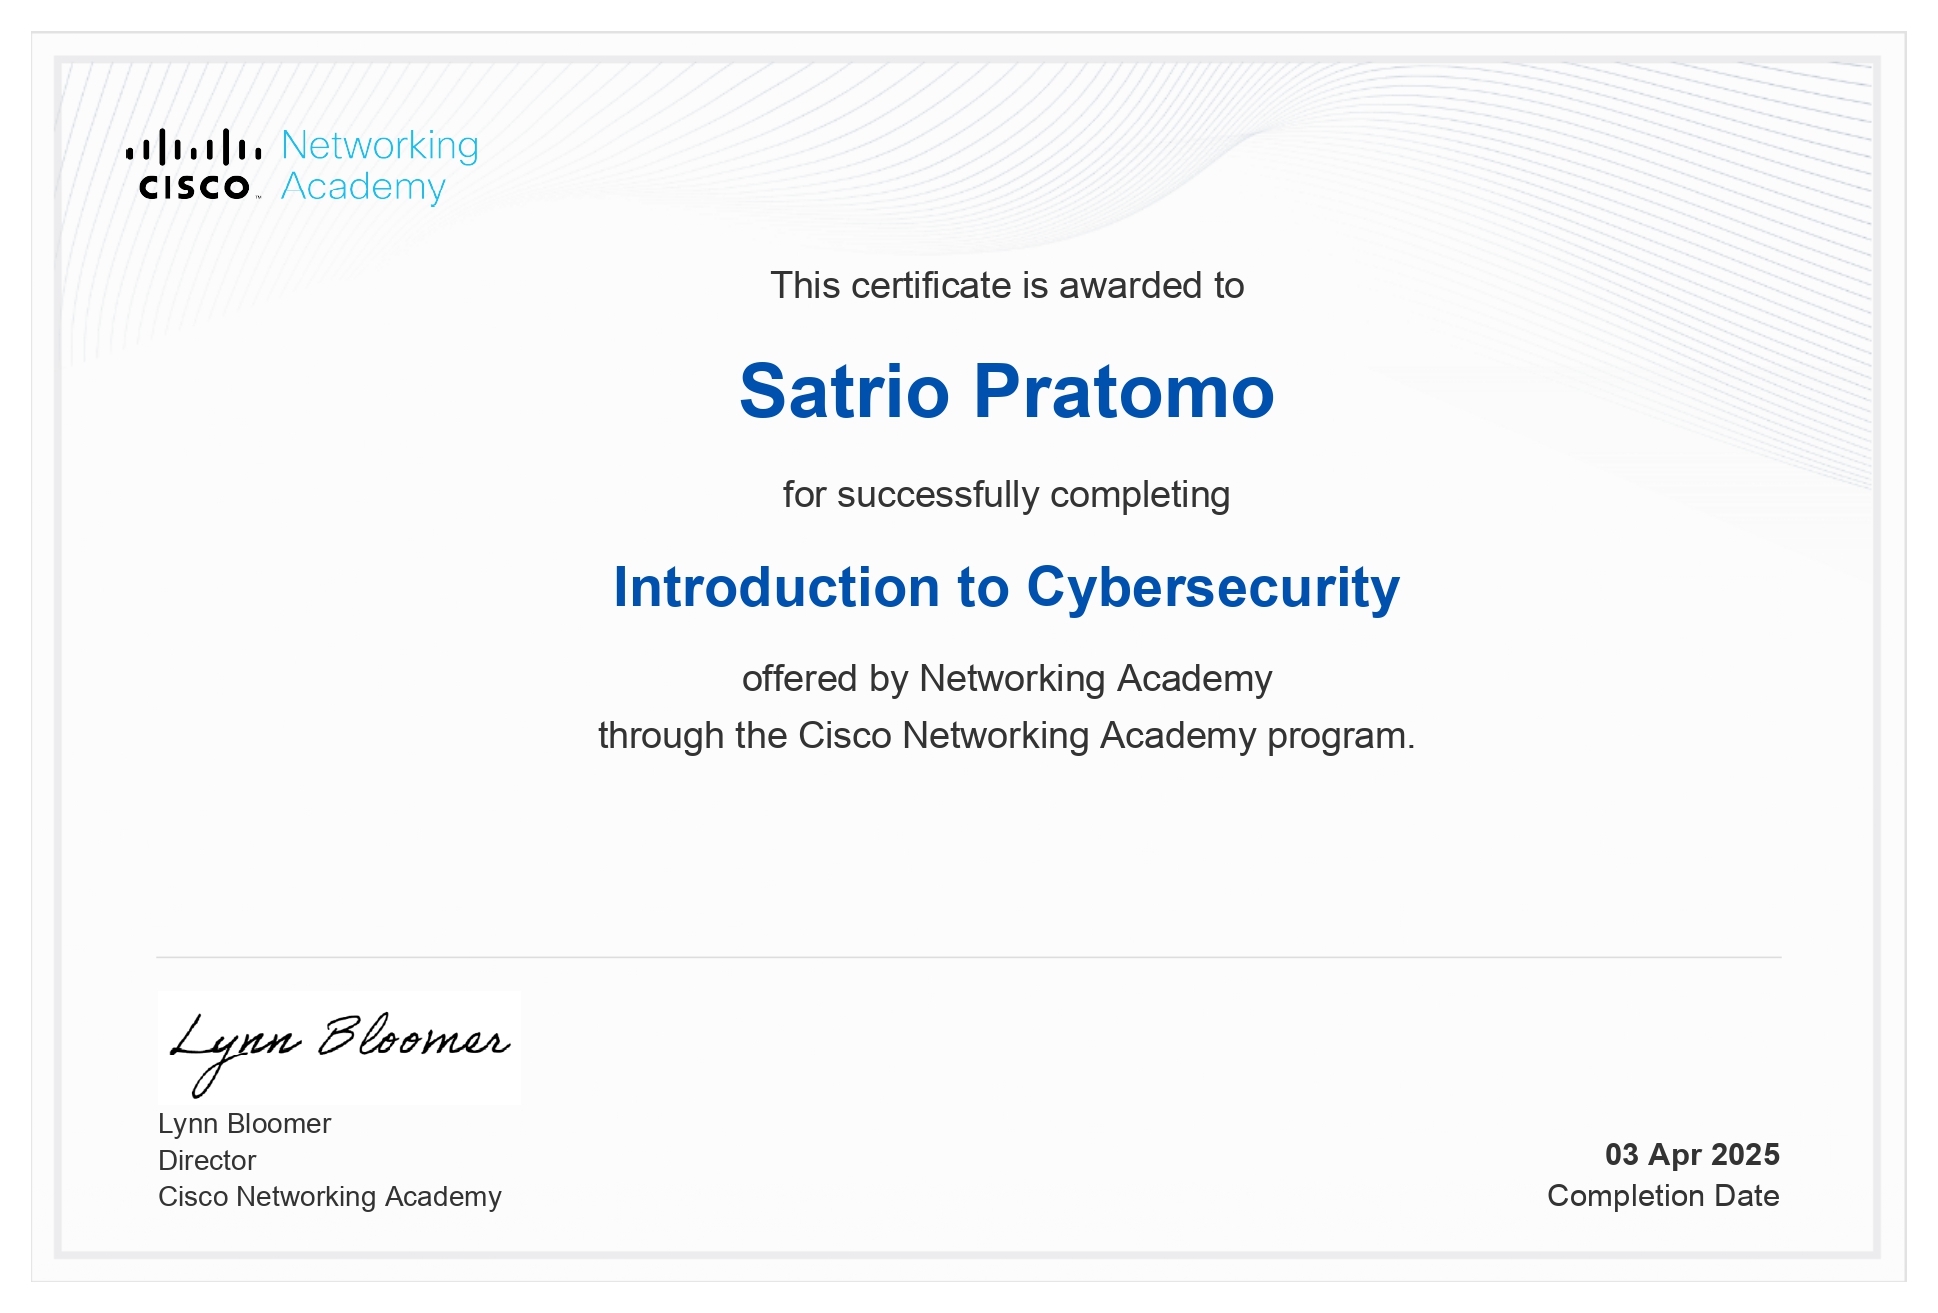 Networking
CISCO™ Academy
This certificate is awarded to
Satrio Pratomo
for successfully completing
Introduction to Cybersecurity
offered by Networking Academy
through the Cisco Networking Academy program.
Lynn Bloomer
Lynn Bloomer
Director
Cisco Networking Academy
03 Apr 2025
Completion Date